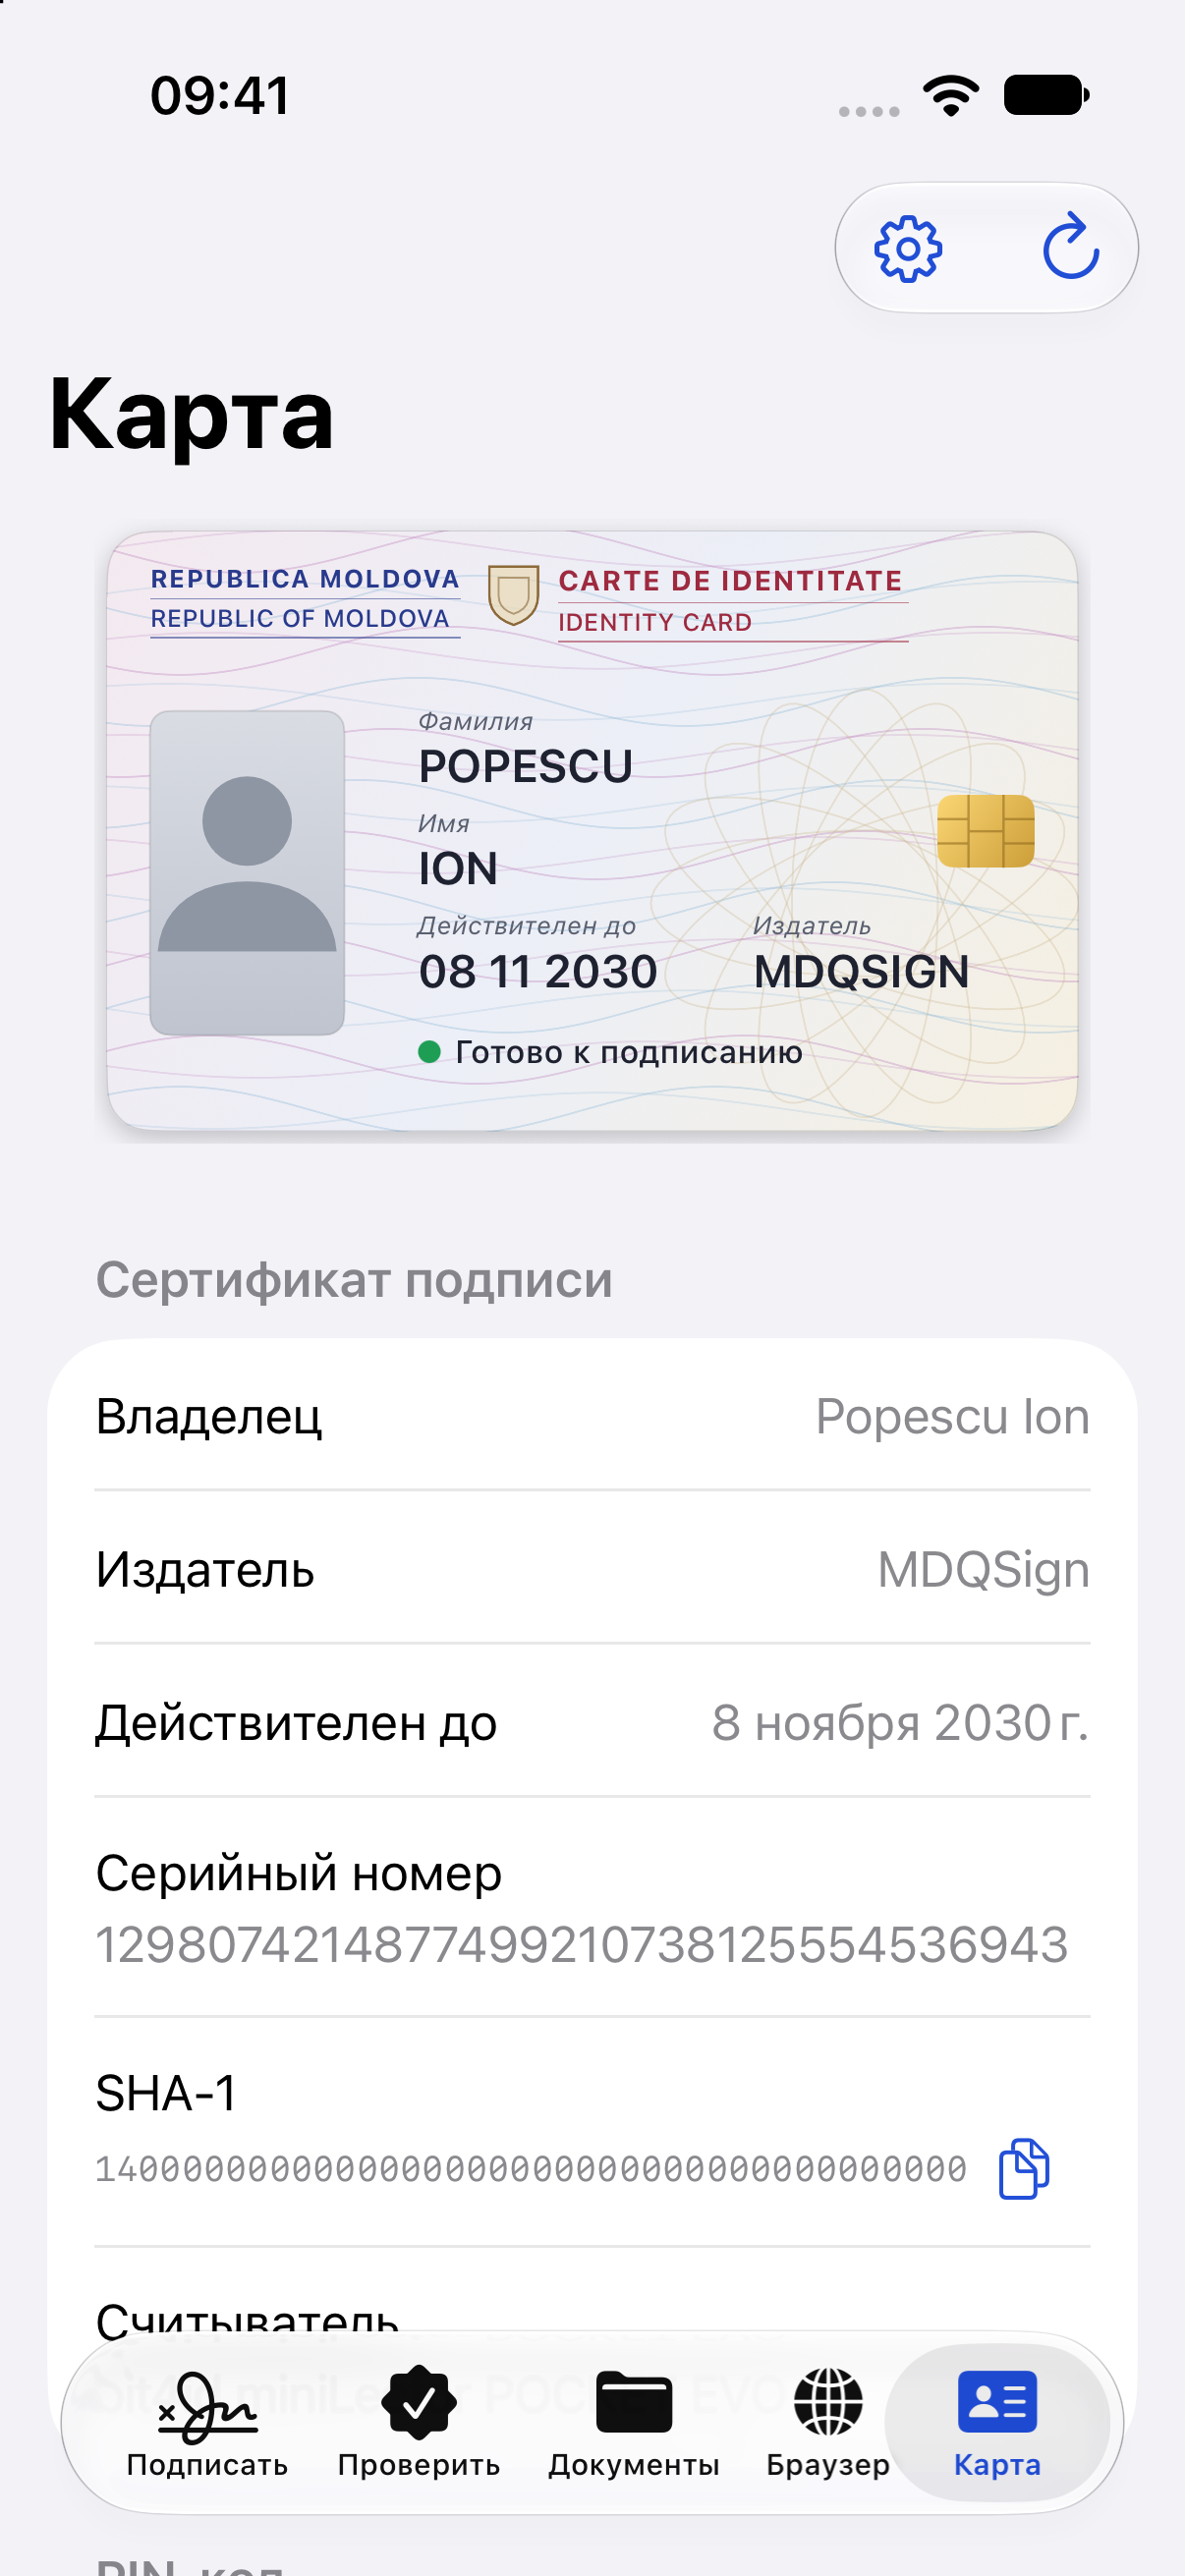 09:41
Карта
REPUBLICA MOLDOVA
REPUBLIC OF MOLDOVA
CARTE DE IDENTITATE
IDENTITY CARD
Фамилия
POPESCU
Имя
ION
Действителен до
08 11 2030
Издатель
MDQSIGN
Готово к подписанию
Сертификат подписи
Владелец
Popescu Ion
Издатель
MDQSign
Действителен до
8 ноября 2030 г.
Серийный номер
1298074214877499210738125554536943
SHA-1
1400000000000000000000000000000000000000
Считыватель
Подписать
Проверить
Документы
Браузер
Карта